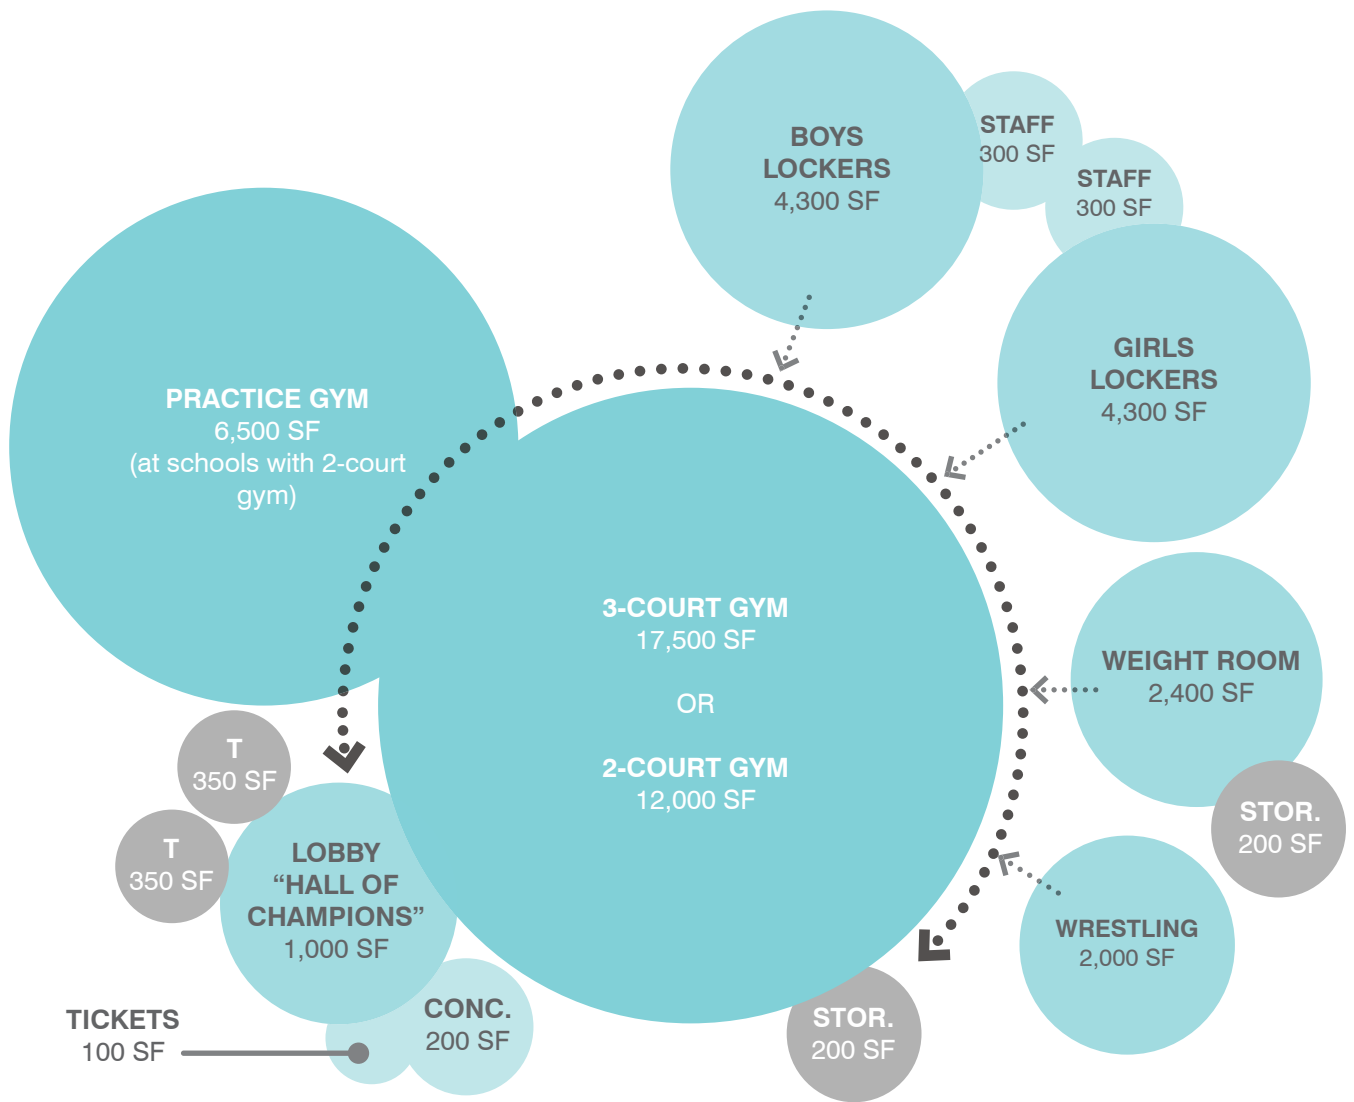 BOYS
LOCKERS
4,300 SF
STAFF
300 SF
STAFF
300 SF
GIRLS
LOCKERS
4,300 SF
PRACTICE GYM
6,500 SF
(at schools with 2-court
gym)
3-COURT GYM
17,500 SF
OR
2-COURT GYM
12,000 SF
WEIGHT ROOM
2,400 SF
STOR.
200 SF
WRESTLING
2,000 SF
T
350 SF
T
350 SF
LOBBY
“HALL OF
CHAMPIONS”
1,000 SF
CONC.
200 SF
TICKETS
100 SF
STOR.
200 SF